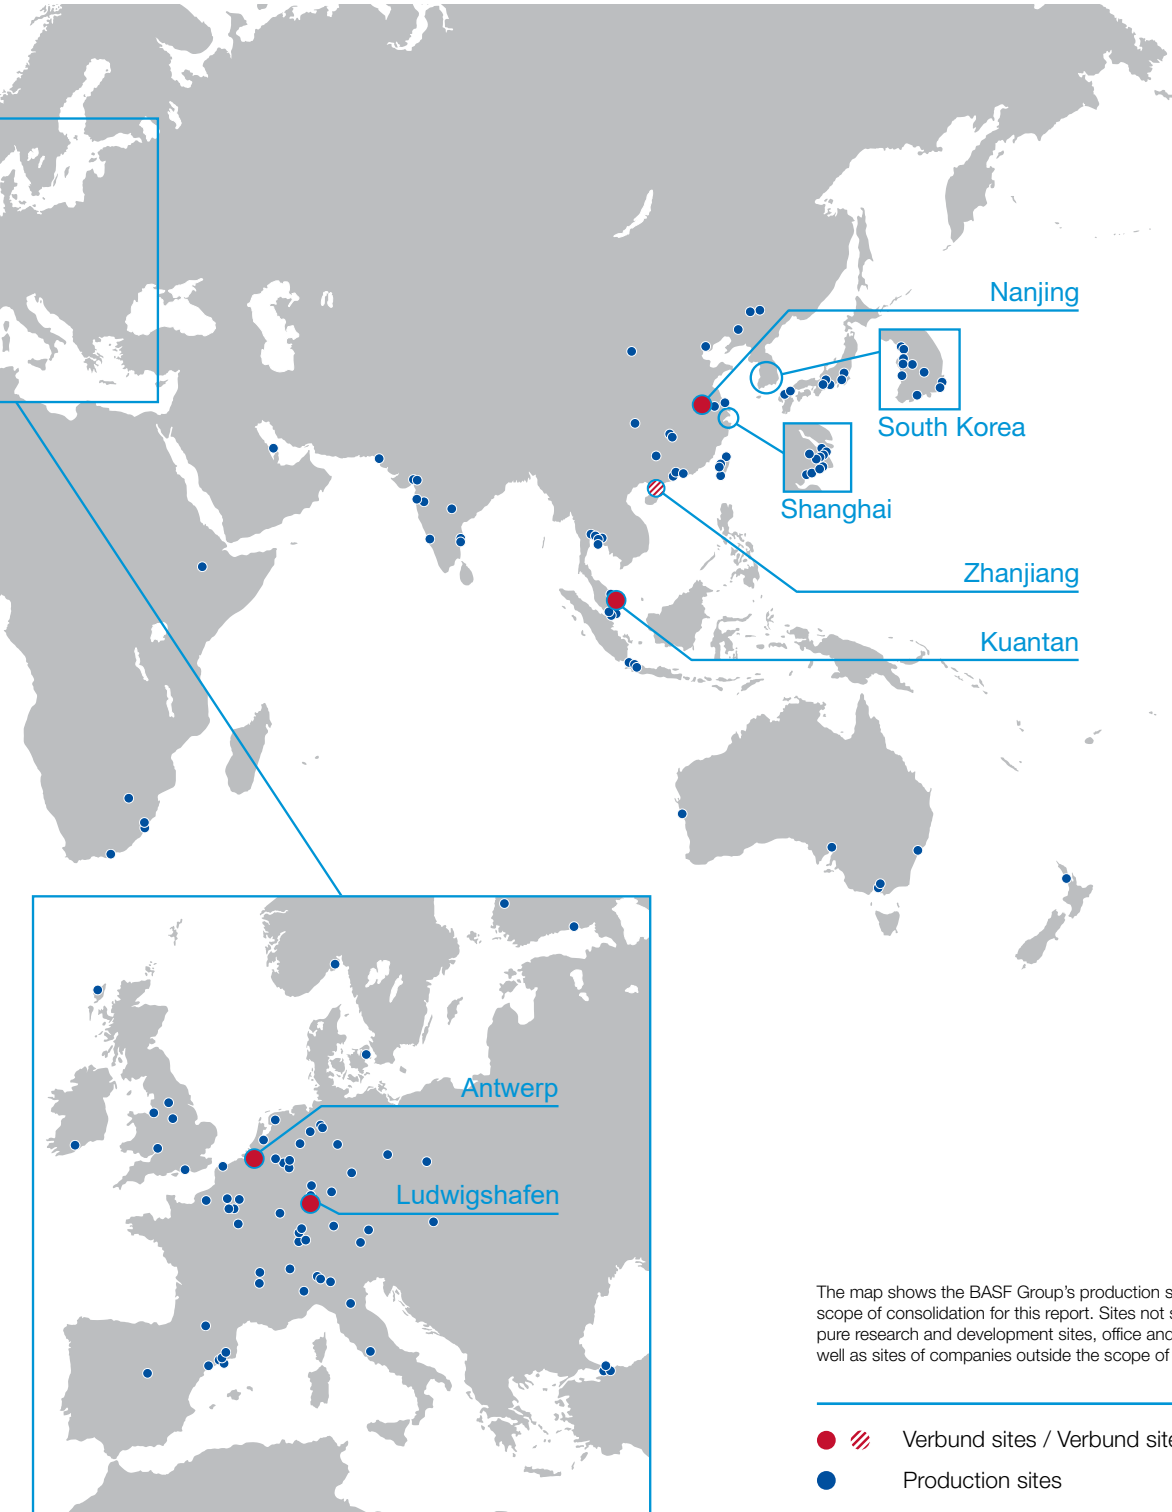 Nanjing
South Korea
Shanghai
Zhanjiang
Kuantan
Antwerp
Ludwigshafen
The map shows the BASF Group’s production s
scope of consolidation for this report. Sites not s
pure research and development sites, office and
well as sites of companies outside the scope of
Verbund sites / Verbund site
Production sites